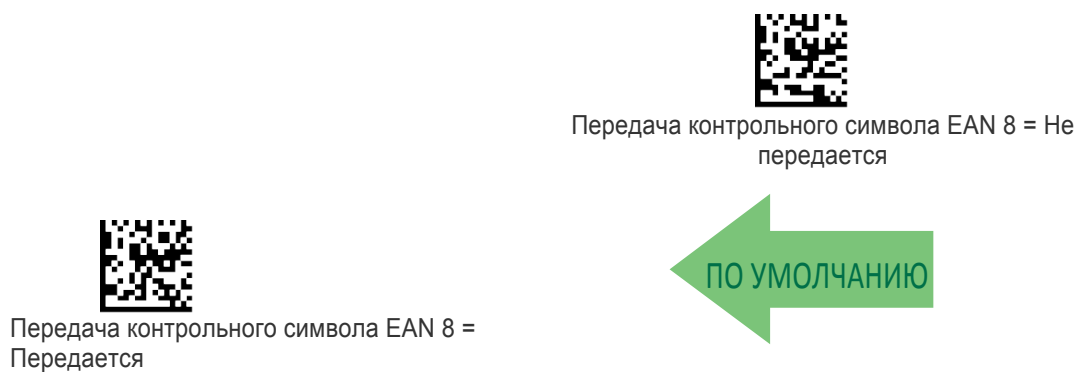 Передача контрольного символа EAN 8 = Не
передается
ПО УМОЛЧАНИЮ
Передача контрольного символа EAN 8 =
Передается